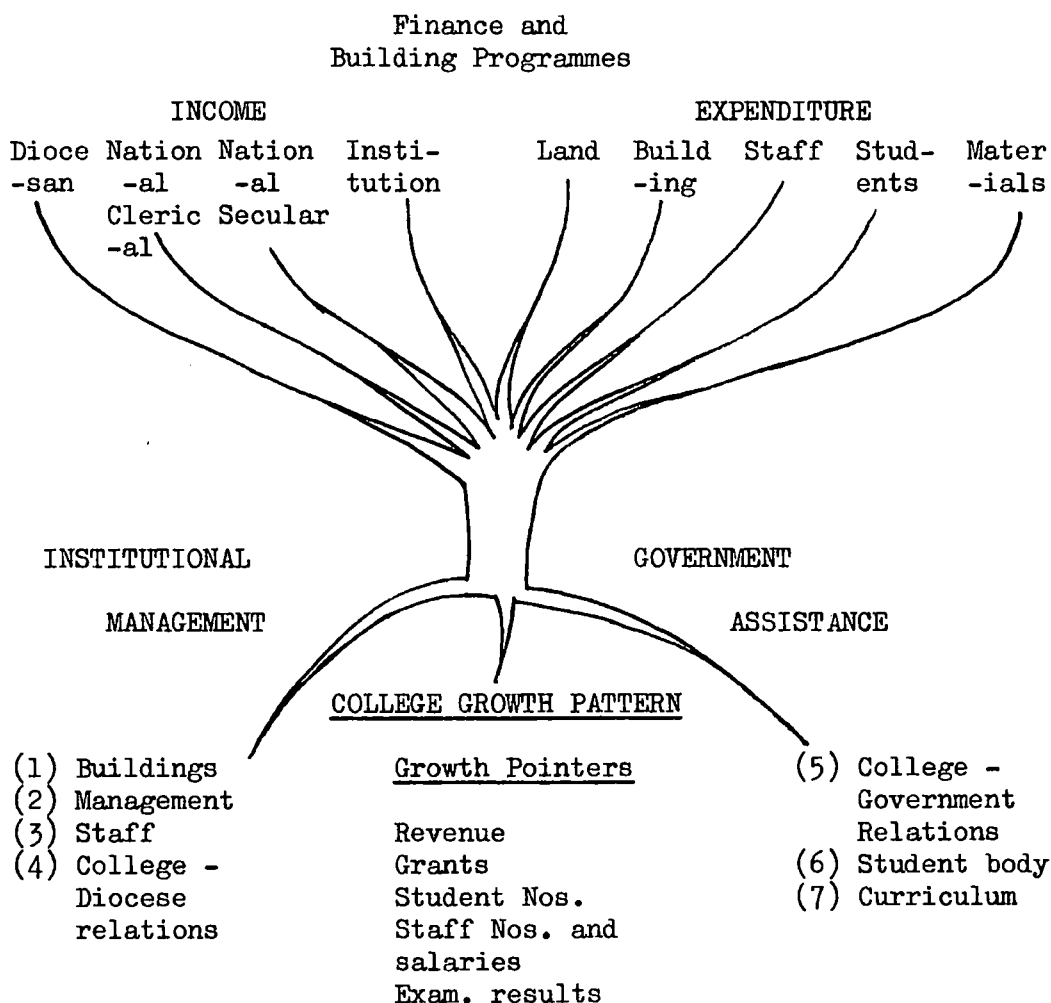 Finance and
Building Programmes
INCOME
EXPENDITURE
Dioce
-san
Nation
-al
Cleric
-al
Nation
-al
Secular
Insti-
tution
Land
Build
-ing
Staff
Stud-
ents
Mater
-ials
INSTITUTIONAL
MANAGEMENT
GOVERNMENT
ASSISTANCE
COLLEGE GROWTH PATTERN
(1) Buildings
(2) Management
(3) Staff
(4) College -
Diocese
relations
Growth Pointers
Revenue
Grants
Student Nos.
Staff Nos. and
salaries
Exam. results
(5) College -
Government
Relations
(6) Student body
(7) Curriculum